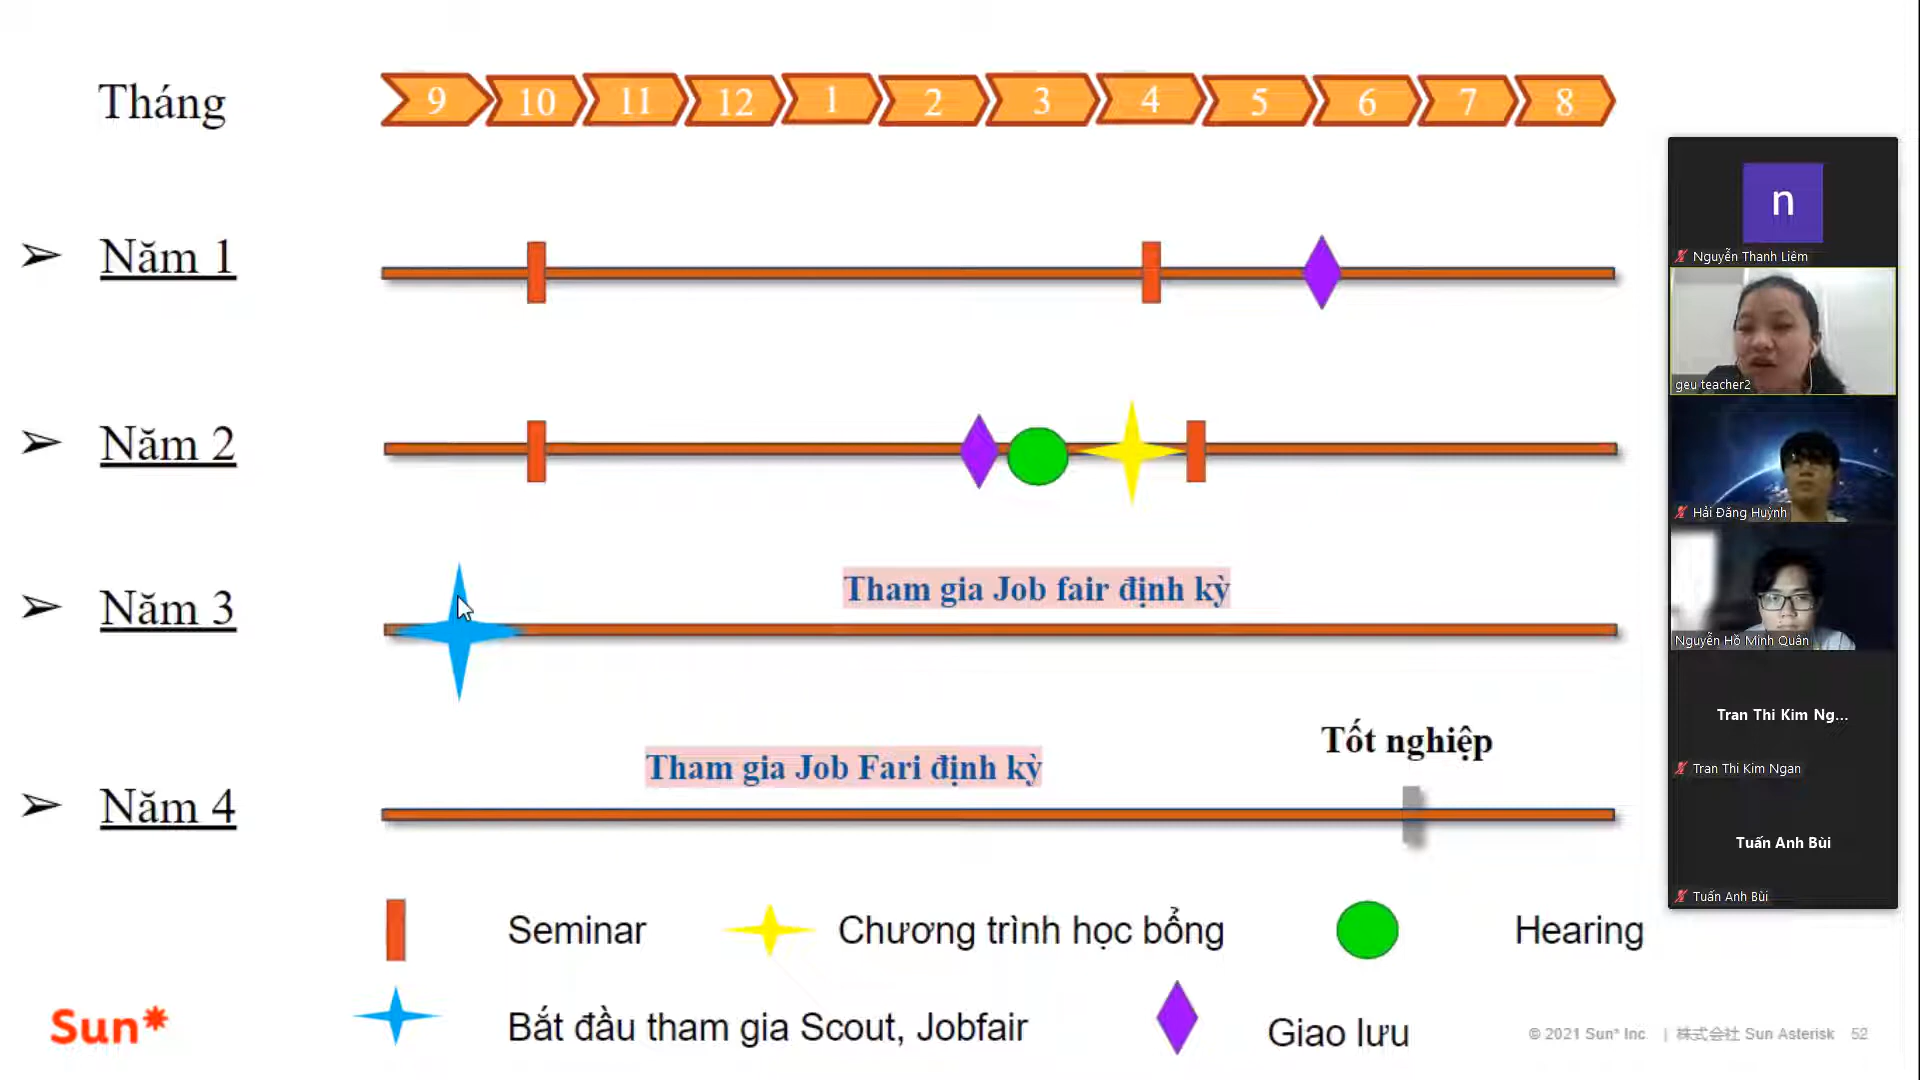 Tháng
9 10 11 12 1 2 3 4 5 6 7 8
Năm 1
Năm 2
Năm 3
Tham gia Job fair định kỳ
Tốt nghiệp
Tham gia Job Fari định kỳ
Năm 4
Seminar
Chương trình học bổng
Hearing
Bắt đầu tham gia Scout, Jobfair
Giao lưu
Sun*
© 2021 Sun* Inc. | 株式会社 Sun Asterisk 52
n
Nguyễn Thanh Liêm
geu teacher2
Hải Đăng Huỳnh
Nguyễn Hồ Minh Quân
Tran Thi Kim Ng...
Tran Thi Kim Ngan
Tuấn Anh Bùi
Tuấn Anh Bùi